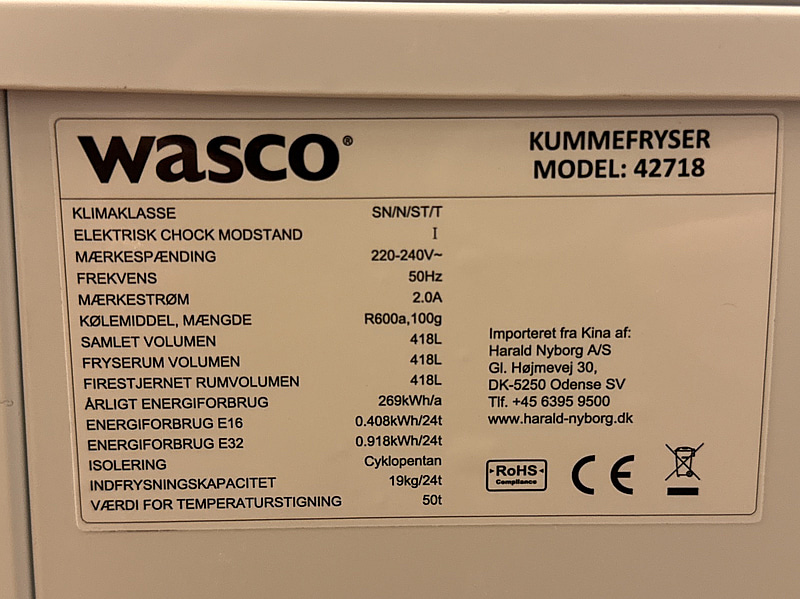 wasco®
KUMMEFRYSER
MODEL: 42718
KLIMAKLASSE SN/N/ST/T
ELEKTRISK CHOCK MODSTAND I
MÆRKESPÆNDING 220-240V~
FREKVENS 50Hz
MÆRKESTRØM 2.0A
KØLEMIDDEL, MÆNGDE R600a,100g
SAMLET VOLUMEN 418L
FRYSERUM VOLUMEN 418L
FIRESTJERNET RUMVOLUMEN 418L
ÅRLIGT ENERGIFORBRUG 269kWh/a
ENERGIFORBRUG E16 0.408kWh/24t
ENERGIFORBRUG E32 0.918kWh/24t
ISOLERING Cyklopentan
INDFRYSNINGSKAPACITET 19kg/24t
VÆRDI FOR TEMPERATURSTIGNING 50t
Importeret fra Kina af:
Harald Nyborg A/S
Gl. Højmevej 30,
DK-5250 Odense SV
Tlf. +45 6395 9500
www.harald-nyborg.dk
RoHS
Compliance
CE